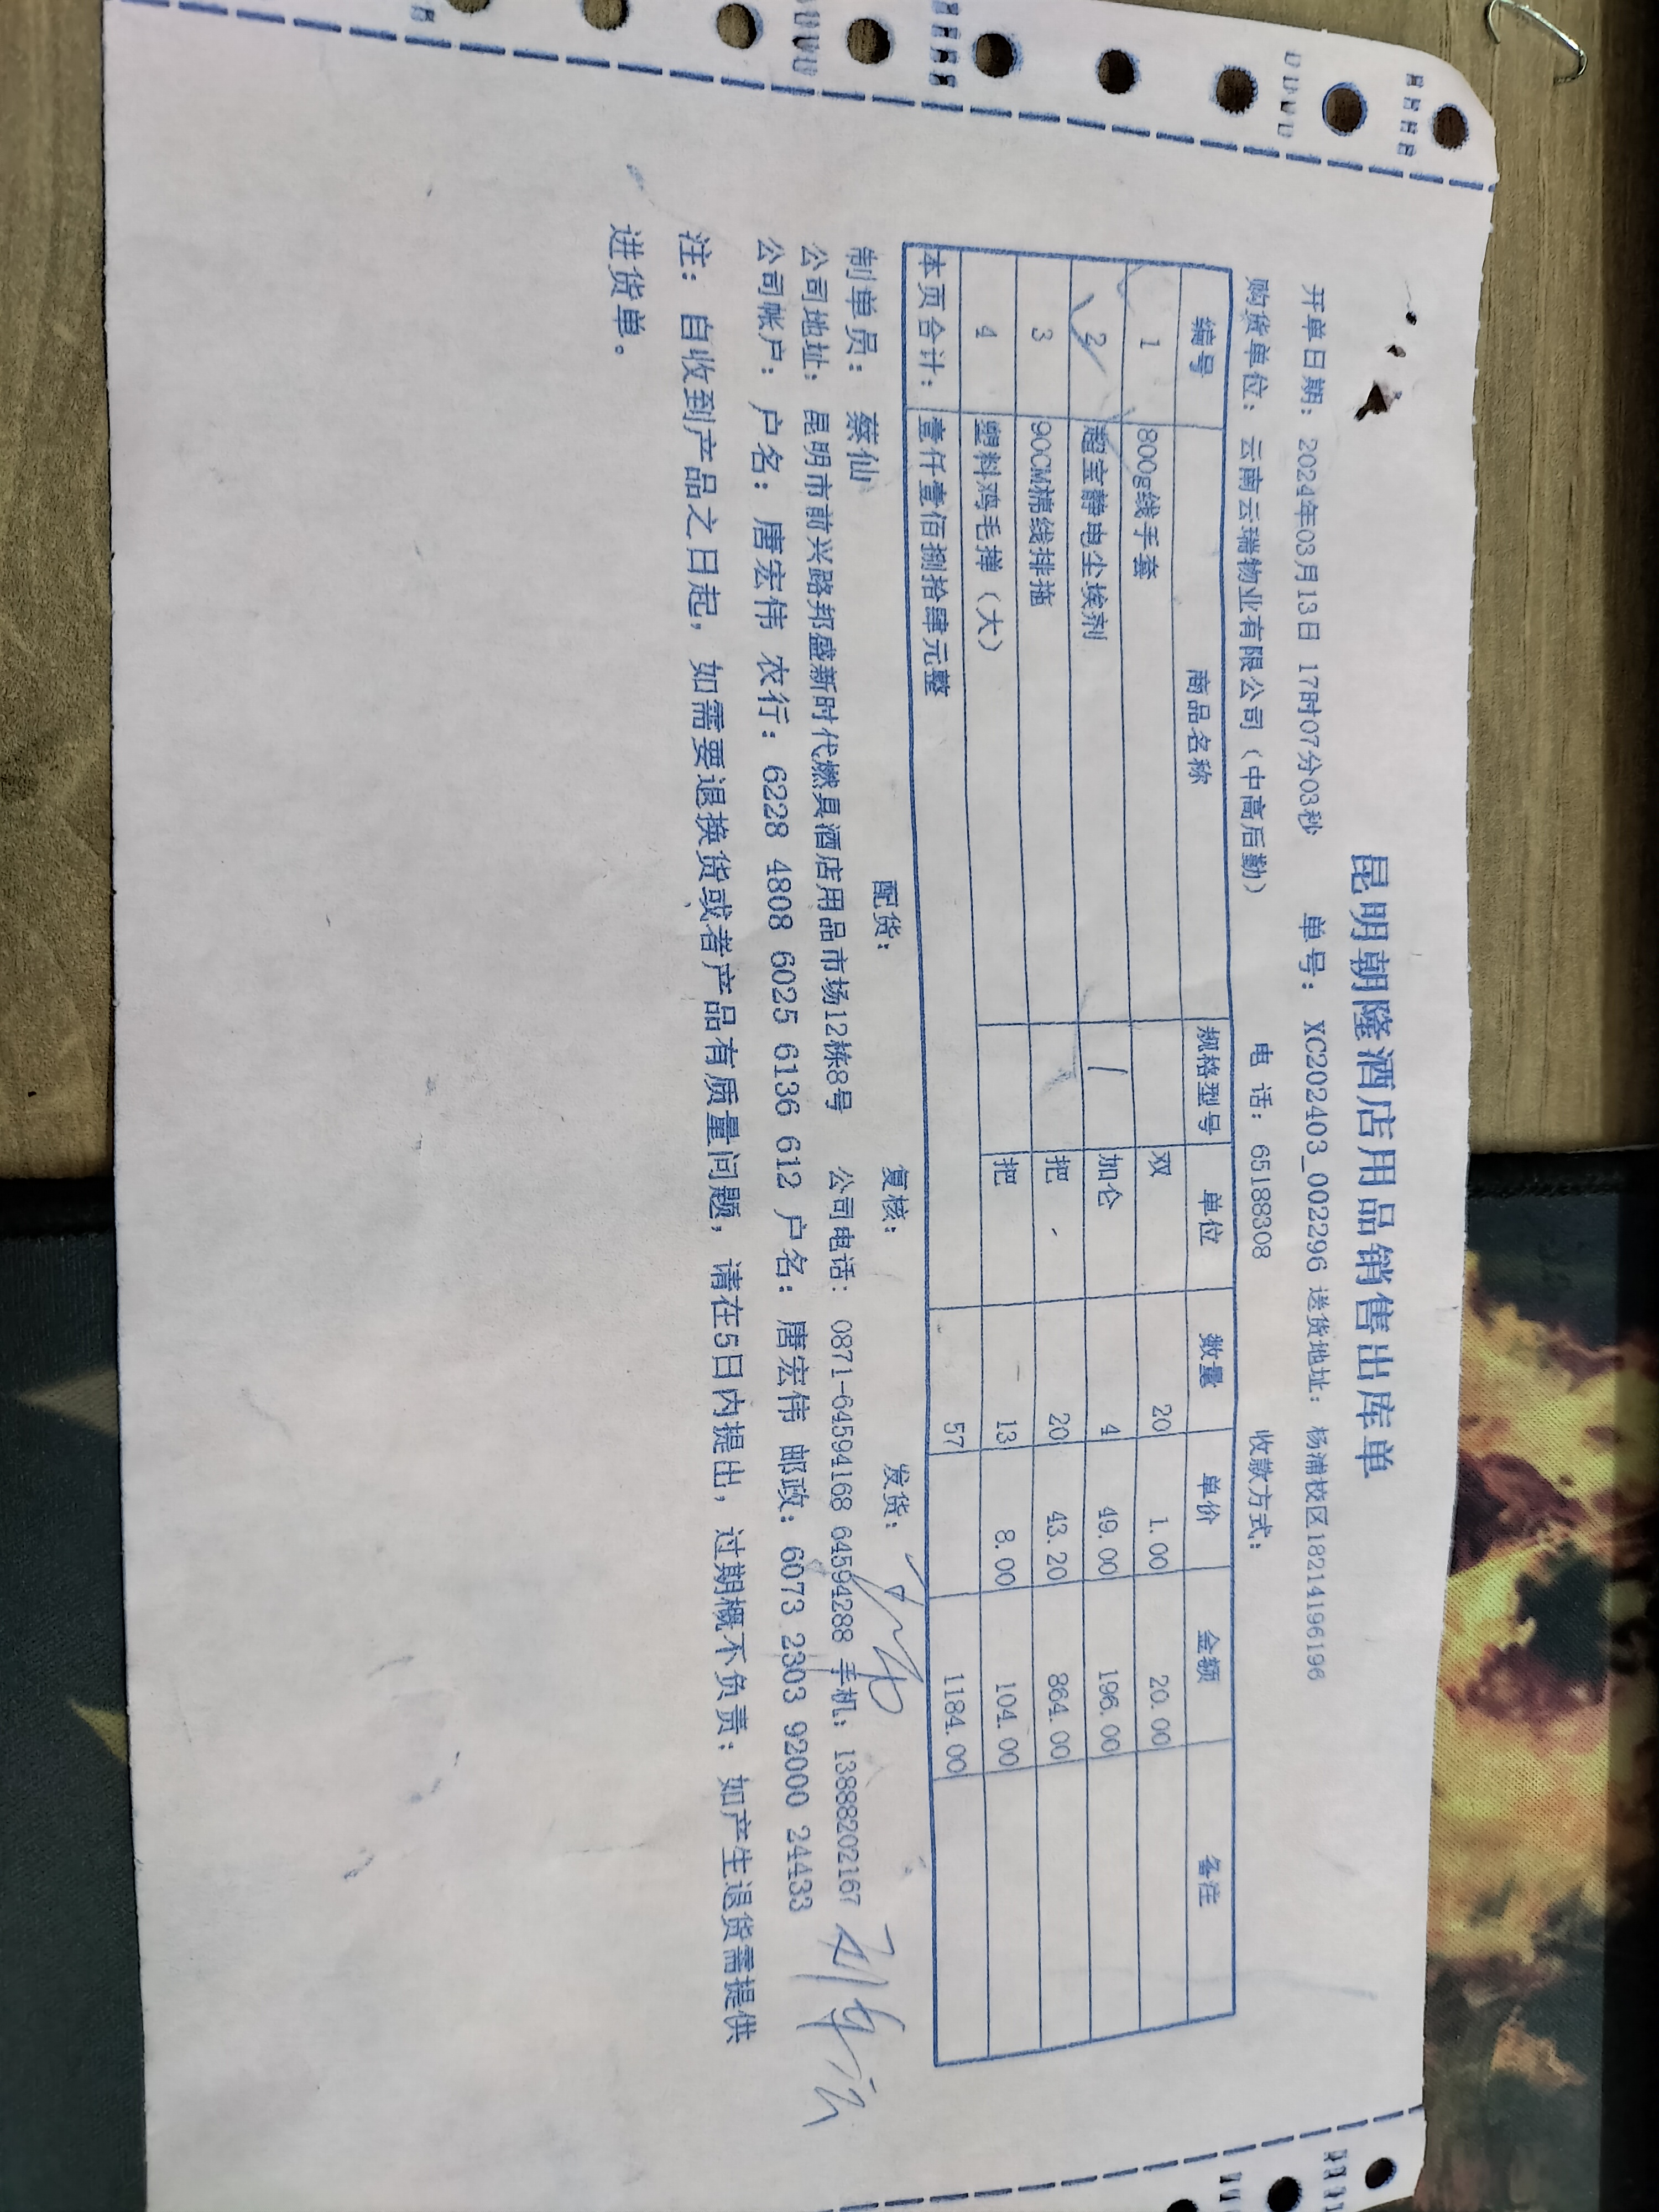 昆明朝隆酒店用品销售出库单
开单日期：2024年03月13日 17时07分03秒 单号：XC202403_002296 送货地址：杨浦校区18214196196
购货单位：云南云瑞物业有限公司（中高后勤） 电 话：65188308 收款方式：
编号 商品名称 规格型号 单位 数量 单价 金额 备注
1 800g线手套 双 20 1.00 20.00
2 超宝静电尘埃剂 / 加仑 4 49.00 196.00
3 90CM棉线排拖 把 20 43.20 864.00
4 塑料鸡毛掸（大） 把 13 8.00 104.00
本页合计：壹仟壹佰捌拾肆元整 57 1184.00
制单员：蔡仙 配货： 复核： 发货：
公司地址：昆明市前兴路邦盛新时代燃具酒店用品市场12栋8号 公司电话：0871-64594168 64594288 手机：13888202167
公司帐户：户名：唐宏伟 农行：6228 4808 6025 6136 612 户名：唐宏伟 邮政：6073 2303 92000 24433
注：自收到产品之日起，如需要退换货或者产品有质量问题，请在5日内提出，过期概不负责；如产生退货需提供
进货单。